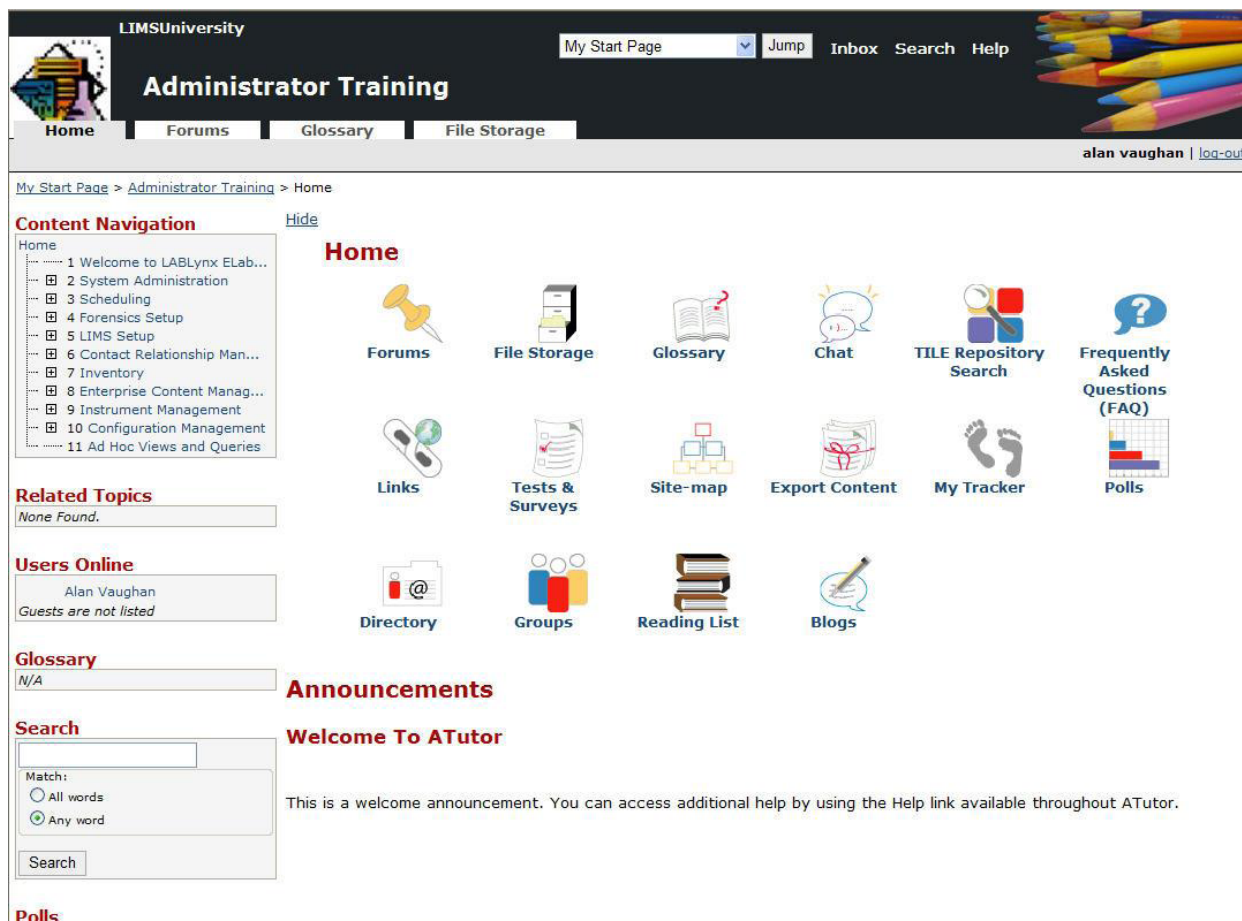 LIMSUniversity
My Start Page
Jump
Inbox Search Help
Administrator Training
Home Forums Glossary File Storage
alan vaughan | log-out
My Start Page > Administrator Training > Home
Content Navigation
Home
1 Welcome to LABLynx ELab...
2 System Administration
3 Scheduling
4 Forensics Setup
5 LIMS Setup
6 Contact Relationship Man...
7 Inventory
8 Enterprise Content Manag...
9 Instrument Management
10 Configuration Management
11 Ad Hoc Views and Queries
Related Topics
None Found.
Users Online
Alan Vaughan
Guests are not listed
Glossary
N/A
Search
Match:
All words
Any word
Search
Polls
Hide
Home
Forums
File Storage
Glossary
Chat
TILE Repository
Search
Frequently
Asked
Questions
(FAQ)
Links
Tests &
Surveys
Site-map
Export Content
My Tracker
Polls
@
Directory
Groups
Reading List
Blogs
Announcements
Welcome To ATutor
This is a welcome announcement. You can access additional help by using the Help link available throughout ATutor.